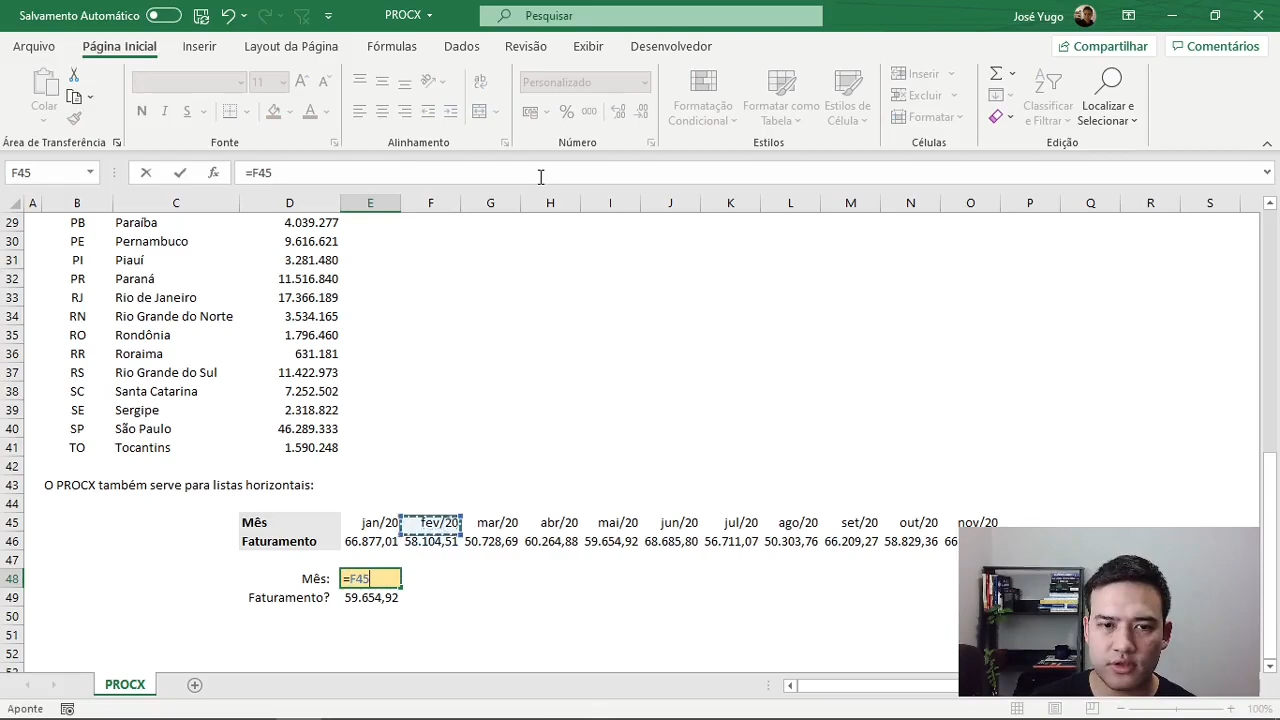 Salvamento Automático PROCX Pesquisar José Yugo
Arquivo Página Inicial Inserir Layout da Página Fórmulas Dados Revisão Exibir Desenvolvedor Compartilhar Comentários
Colar 11 Personalizado Formatação Condicional Formatar como Tabela Estilos de Célula Inserir Excluir Formatar Classificar e Filtrar Localizar e Selecionar
N I S A A A % 000
Área de Transferência Fonte Alinhamento Número Estilos Células Edição
F45 fx =F45
A B C D E F G H I J K L M N O P Q R S
29 PB Paraíba 4.039.277
30 PE Pernambuco 9.616.621
31 PI Piauí 3.281.480
32 PR Paraná 11.516.840
33 RJ Rio de Janeiro 17.366.189
34 RN Rio Grande do Norte 3.534.165
35 RO Rondônia 1.796.460
36 RR Roraima 631.181
37 RS Rio Grande do Sul 11.422.973
38 SC Santa Catarina 7.252.502
39 SE Sergipe 2.318.822
40 SP São Paulo 46.289.333
41 TO Tocantins 1.590.248
42
43 O PROCX também serve para listas horizontais:
44
45 Mês jan/20 fev/20 mar/20 abr/20 mai/20 jun/20 jul/20 ago/20 set/20 out/20 nov/20
46 Faturamento 66.877,01 58.104,51 50.728,69 60.264,88 59.654,92 68.685,80 56.711,07 50.303,76 66.209,27 58.829,36
47
48 Mês: =F45
49 Faturamento? 59.654,92
50
51
52
PROCX
Aponte 100%